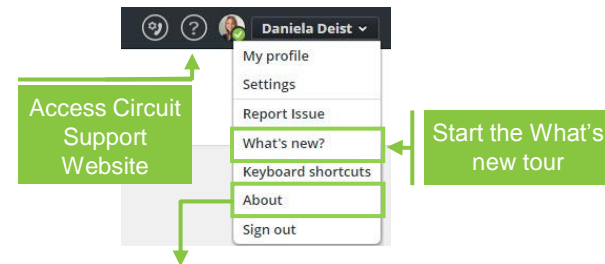 ?
Daniela Deist
My profile
Settings
Report Issue
What's new?
Keyboard shortcuts
About
Sign out
Access Circuit
Support
Website
Start the What's
new tour